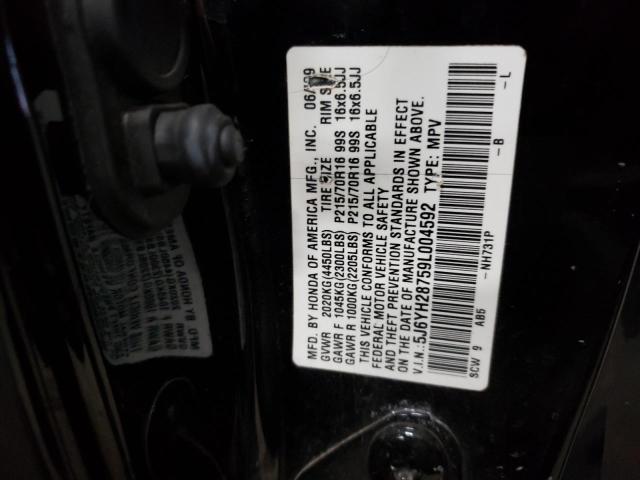 MFD. BY HONDA OF AMERICA MFG., INC. 06/09
GVWR 2020KG(4450LBS) TIRE SIZE RIM SIZE
GAWR F 1045KG(2300LBS) P215/70R16 99S 16x6.5JJ
GAWR R 1000KG(2205LBS) P215/70R16 99S 16x6.5JJ
THIS VEHICLE CONFORMS TO ALL APPLICABLE
FEDERAL MOTOR VEHICLE SAFETY
AND THEFT PREVENTION STANDARDS IN EFFECT
ON THE DATE OF MANUFACTURE SHOWN ABOVE.
V.I.N.:5J6YH28759L004592 TYPE: MPV
SCW 9 AB5 -NH731P -B -L